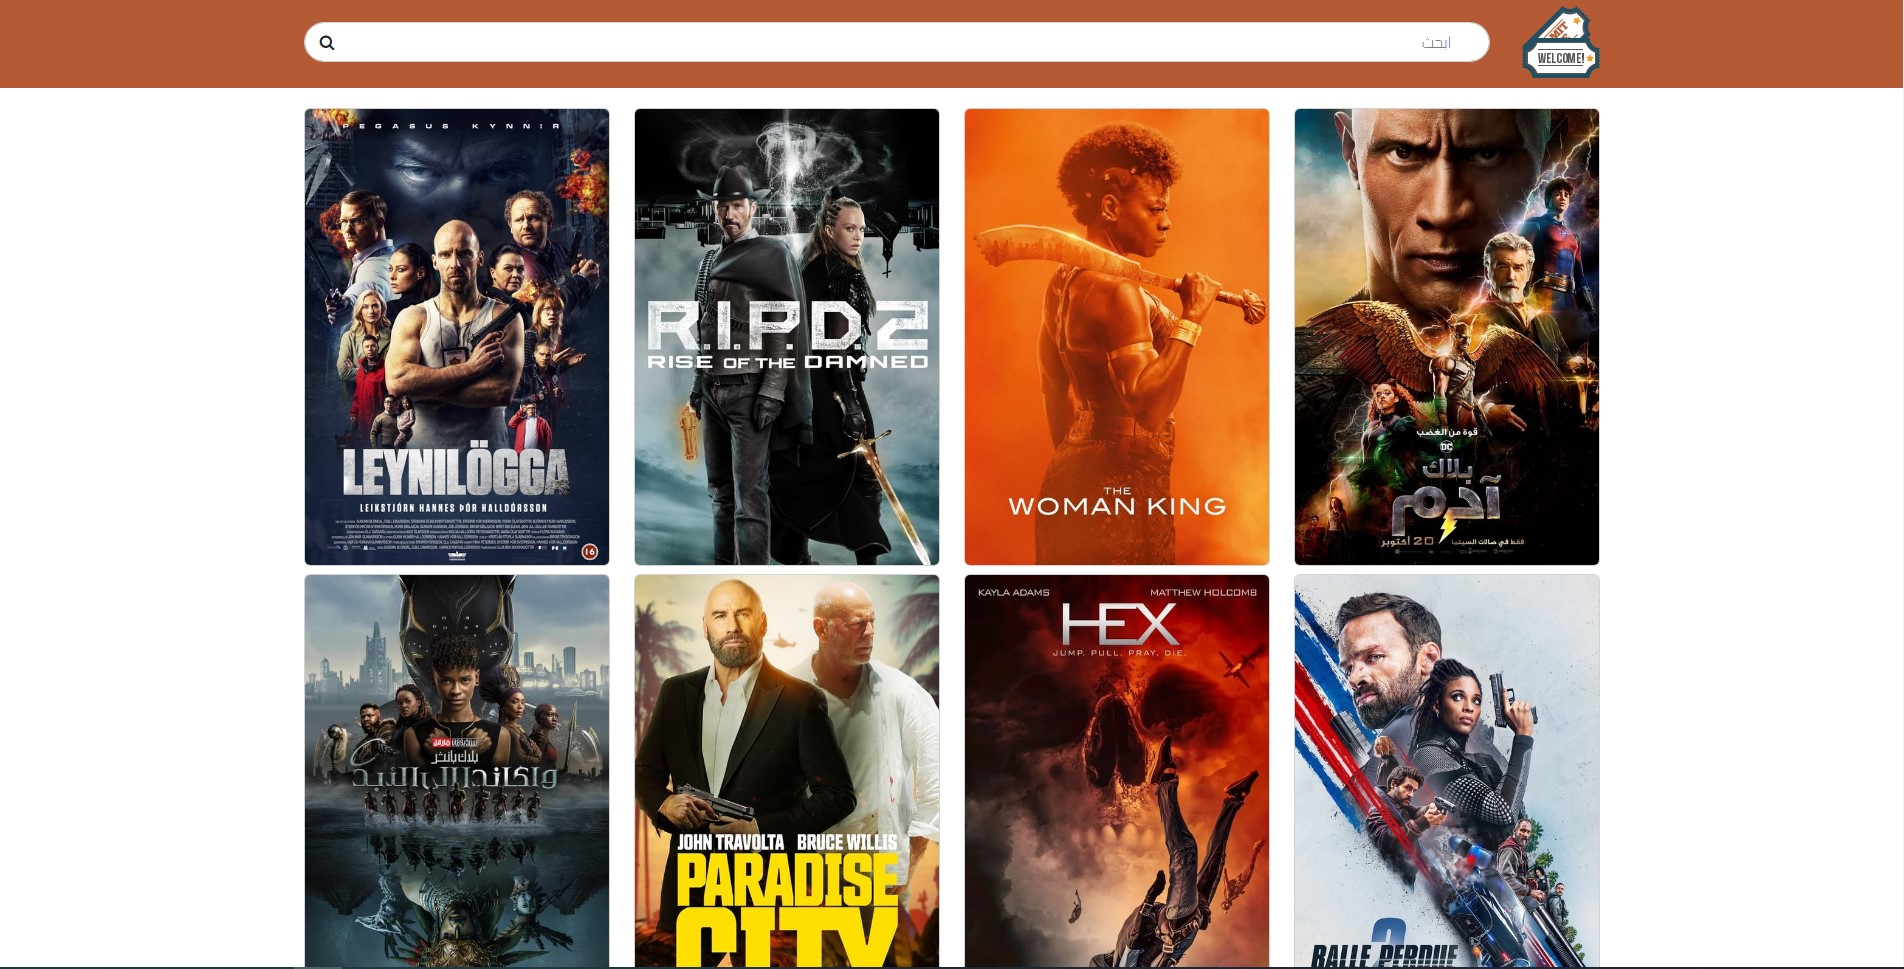 ابحث
WELCOME!
PEGASUS KYNNIR
LEYNILÖGGA
LEIKSTJÓRN HANNES ÞÓR HALLDÓRSSON
16
R.I.P.D.2
RISE OF THE DAMNED
THE
WOMAN KING
قوة من الغضب
DC
بلاك
آدم
فقط في صالات السينما 20 أكتوبر
بلاك بانثر
واكاندا إلى الأبد
JOHN TRAVOLTA BRUCE WILLIS
PARADISE
CITY
KAYLA ADAMS MATTHEW HOLCOMB
HEX
JUMP. PULL. PRAY. DIE.
BALLE PERDUE
2